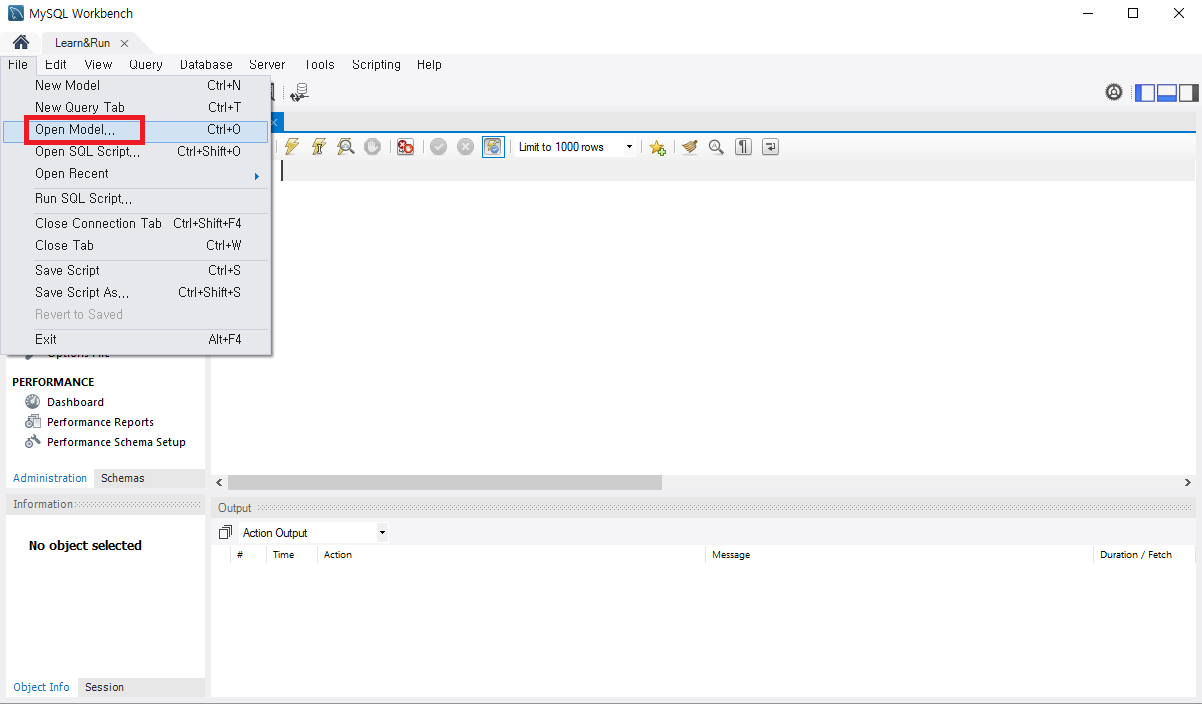 MySQL Workbench
Learn&Run
File Edit View Query Database Server Tools Scripting Help
New Model Ctrl+N
New Query Tab Ctrl+T
Open Model... Ctrl+O
Open SQL Script... Ctrl+Shift+O
Open Recent
Run SQL Script...
Close Connection Tab Ctrl+Shift+F4
Close Tab Ctrl+W
Save Script Ctrl+S
Save Script As... Ctrl+Shift+S
Revert to Saved
Exit Alt+F4
Limit to 1000 rows
Options File
PERFORMANCE
Dashboard
Performance Reports
Performance Schema Setup
Administration Schemas
Information
No object selected
Object Info Session
Output
Action Output
# Time Action Message Duration / Fetch